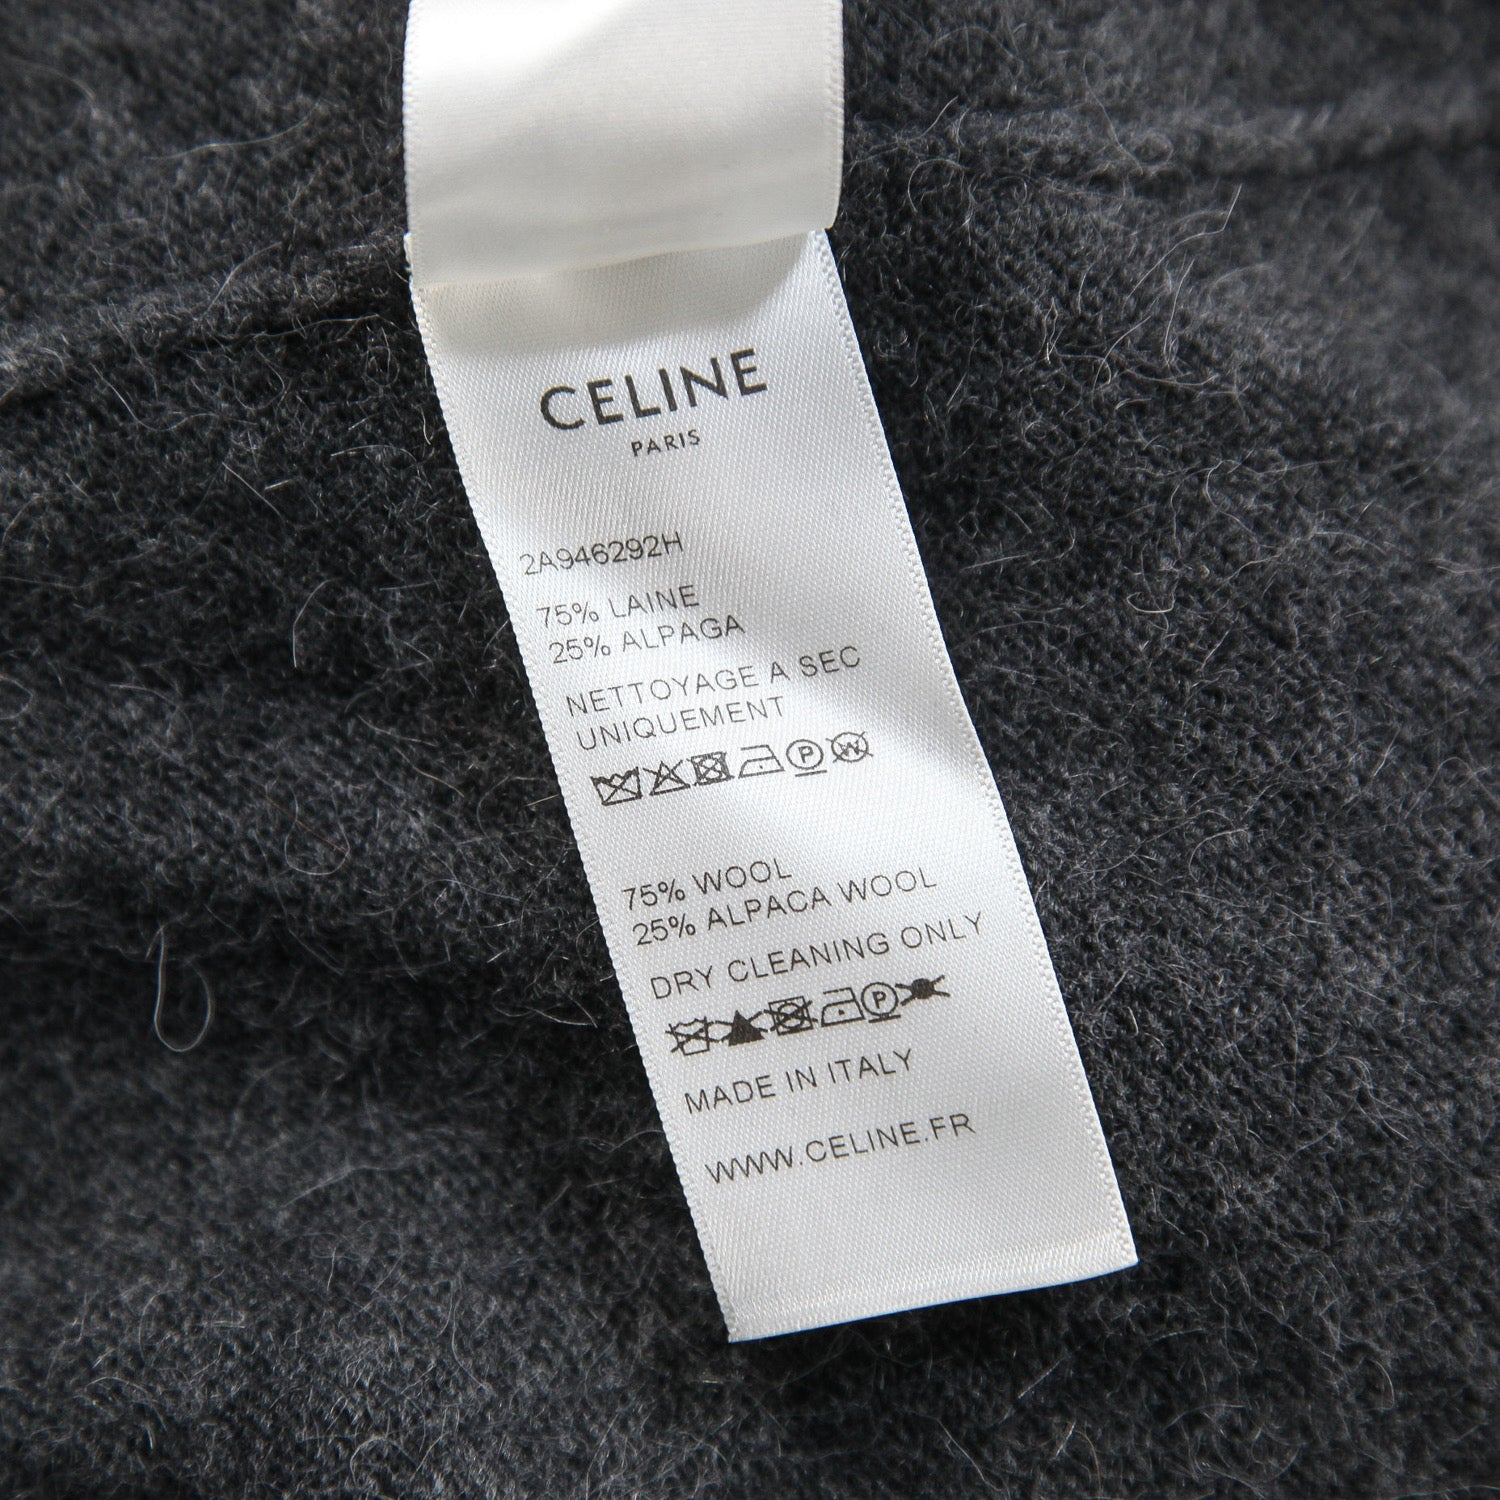 CELINE
PARIS
2A946292H
75% LAINE
25% ALPAGA
NETTOYAGE A SEC
UNIQUEMENT
P W
75% WOOL
25% ALPACA WOOL
DRY CLEANING ONLY
P
MADE IN ITALY
WWW.CELINE.FR